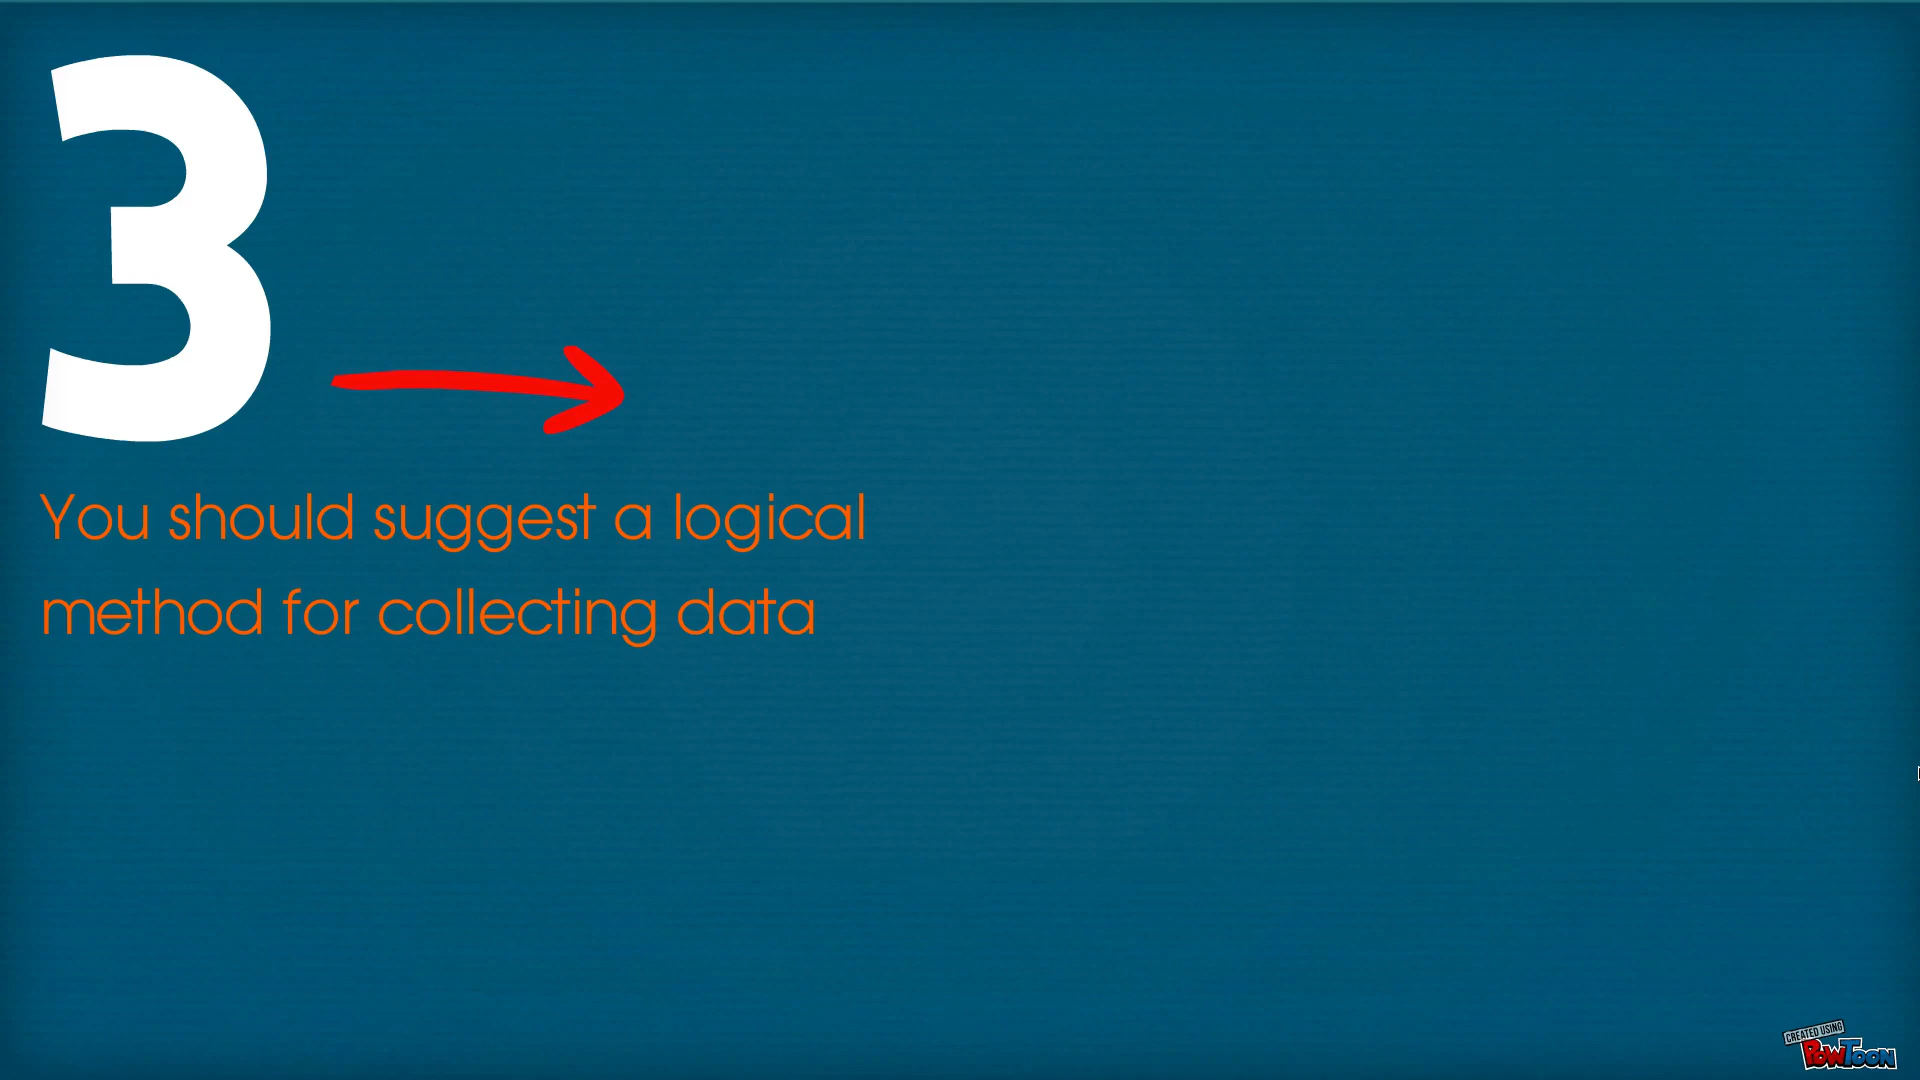 3
You should suggest a logical
method for collecting data
CREATED USING
POWTOON